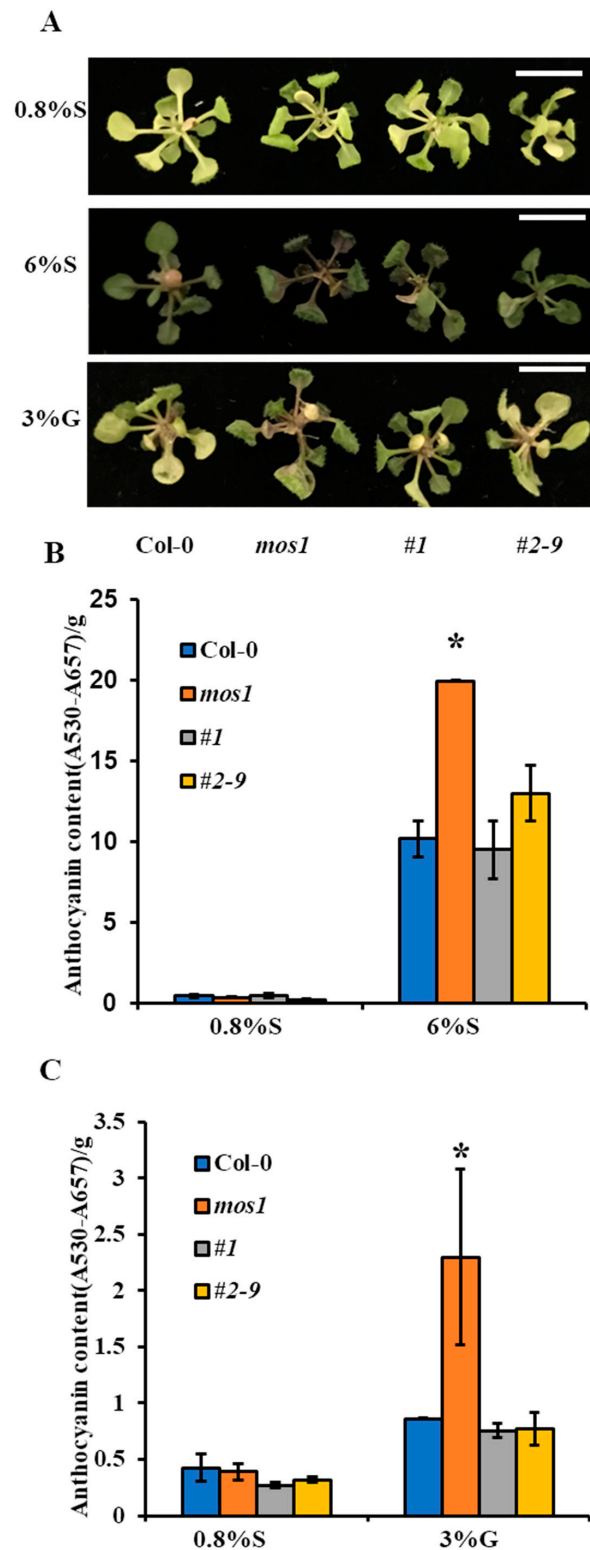 A
0.8%S
6%S
3%G
Col-0 mos1 #1 #2-9
B
Anthocyanin content(A530-A657)/g
25
20
15
10
5
0
Col-0
mos1
#1
#2-9
*
0.8%S 6%S
C
Anthocyanin content(A530-A657)/g
3.5
3
2.5
2
1.5
1
0.5
0
Col-0
mos1
#1
#2-9
*
0.8%S 3%G